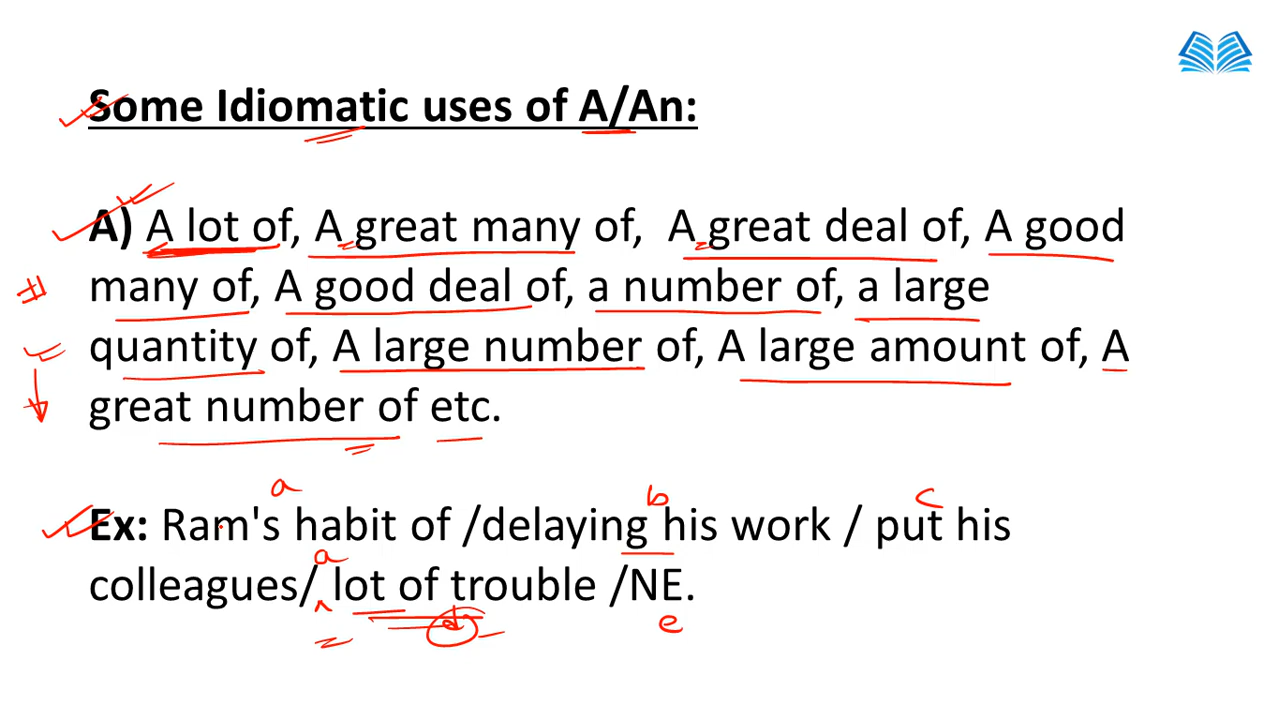 Some Idiomatic uses of A/An:
A) A lot of, A great many of, A great deal of, A good
many of, A good deal of, a number of, a large
quantity of, A large number of, A large amount of, A
great number of etc.
a b c
Ex: Ram's habit of /delaying his work / put his
a
colleagues/ lot of trouble /NE.
d e